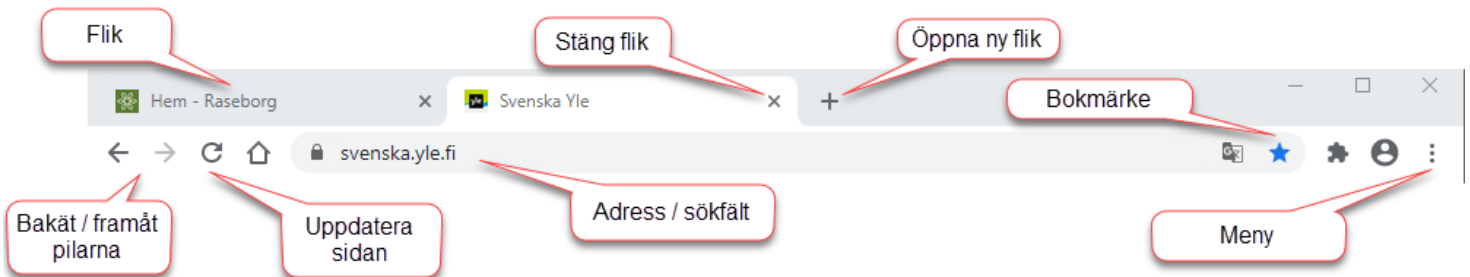 Flik
Stäng flik
Öppna ny flik
Hem - Raseborg
Svenska Yle
Bokmärke
svenska.yle.fi
Bakät / framåt
pilarna
Uppdatera
sidan
Adress / sökfält
Meny